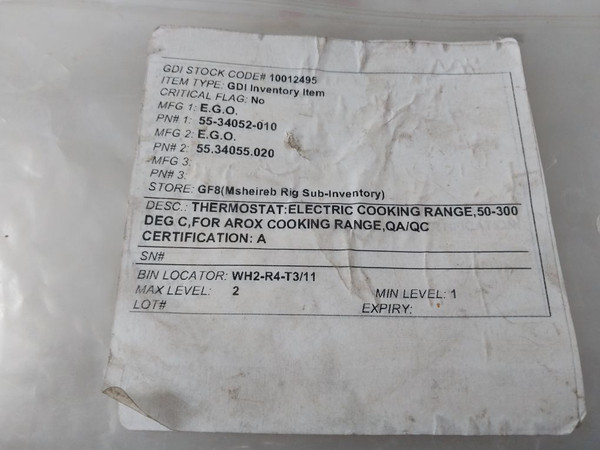 GDI STOCK CODE# 10012495
ITEM TYPE: GDI Inventory Item
CRITICAL FLAG: No
MFG 1: E.G.O.
PN# 1: 55-34052-010
MFG 2: E.G.O.
PN# 2: 55.34055.020
MFG 3:
PN# 3:
STORE: GF8(Msheireb Rig Sub-Inventory)
DESC.: THERMOSTAT:ELECTRIC COOKING RANGE,50-300
DEG C,FOR AROX COOKING RANGE,QA/QC
CERTIFICATION: A
SN#
BIN LOCATOR: WH2-R4-T3/11
MAX LEVEL: 2 MIN LEVEL: 1
LOT# EXPIRY: